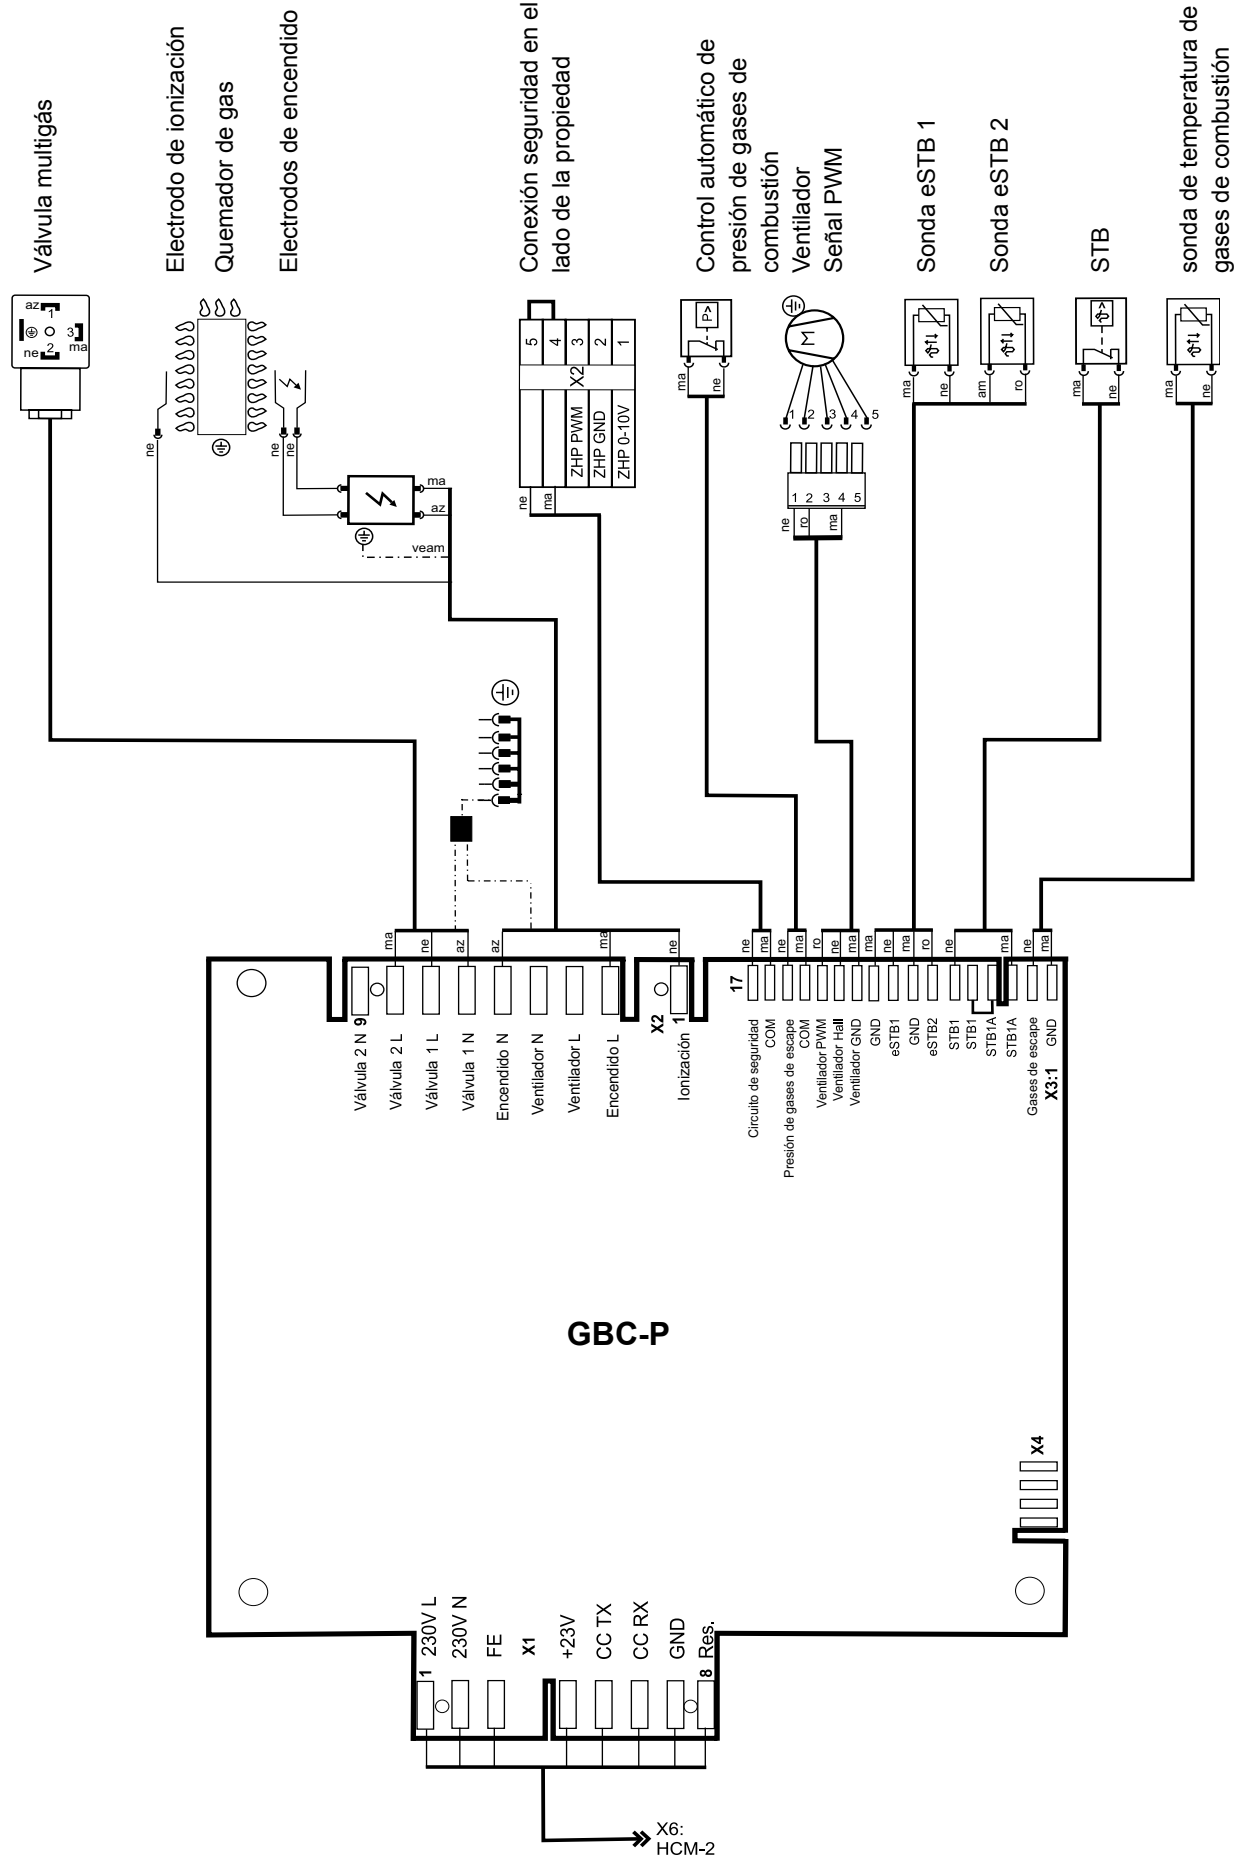 Válvula multigás
Electrodo de ionización
Quemador de gas
Electrodos de encendido
Conexión seguridad en el
lado de la propiedad
Control automático de
presión de gases de
combustión
Ventilador
Señal PWM
Sonda eSTB 1
Sonda eSTB 2
STB
sonda de temperatura de
gases de combustión
az
1
3
ma
2
ne
ne
ne
ne
ma
az
veam
5
4
3
2
1
X2
ZHP PWM
ZHP GND
ZHP 0-10V
ne
ma
P>
ma
ne
M
1
2
3
4
5
1
2
3
4
5
ne
ro
ma
ma
ne
am
ro
ma
ne
ma
ne
ma
ne
az
az
ma
ne
ne
ma
ne
ma
ro
ne
ma
ma
ne
ma
ro
ne
ma
ne
ma
Válvula 2 N 9
Válvula 2 L
Válvula 1 L
Válvula 1 N
Encendido N
Ventilador N
Ventilador L
Encendido L
X2
1
Ionización
17
Circuito de seguridad
COM
Presión de gases de escape
COM
Ventilador PWM
Ventilador Hall
Ventilador GND
GND
eSTB1
GND
eSTB2
STB1
STB1
STB1A
STB1A
Gases de escape
X3:1 GND
GBC-P
X4
1 230V L
230V N
FE
X1
+23V
CC TX
CC RX
GND
8 Res.
X6:
HCM-2